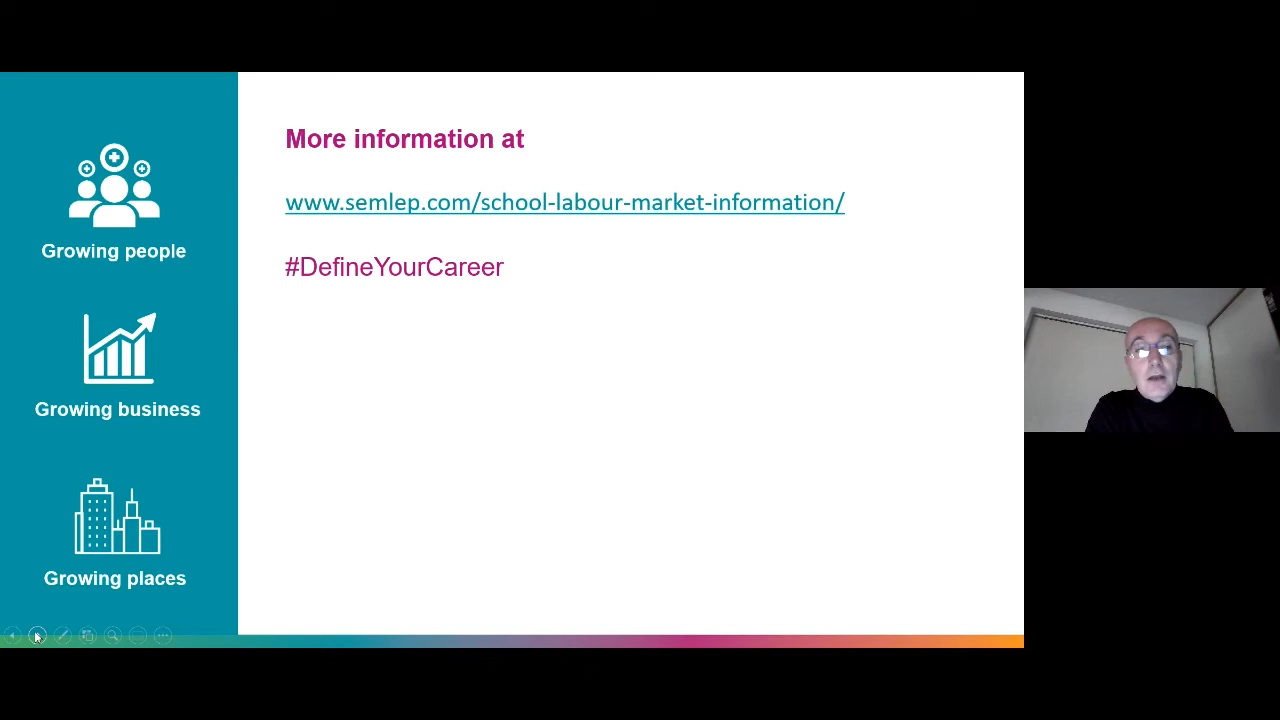 More information at
www.semlep.com/school-labour-market-information/
#DefineYourCareer
Growing people
Growing business
Growing places